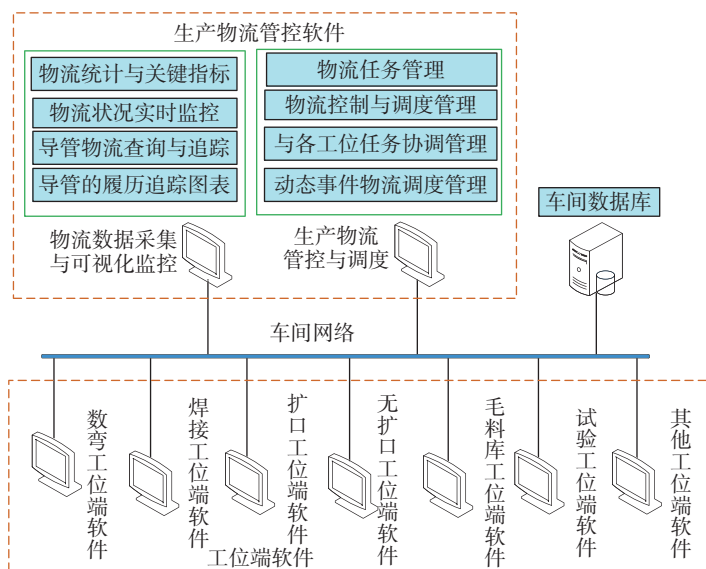 生产物流管控软件
物流统计与关键指标
物流状况实时监控
导管物流查询与追踪
导管的履历追踪图表
物流任务管理
物流控制与调度管理
与各工位任务协调管理
动态事件物流调度管理
物流数据采集
与可视化监控
生产物流
管控与调度
车间数据库
车间网络
数弯工位端软件
焊接工位端软件
扩口工位端软件
无扩口工位端软件
毛料库工位端软件
试验工位端软件
其他工位端软件
工位端软件